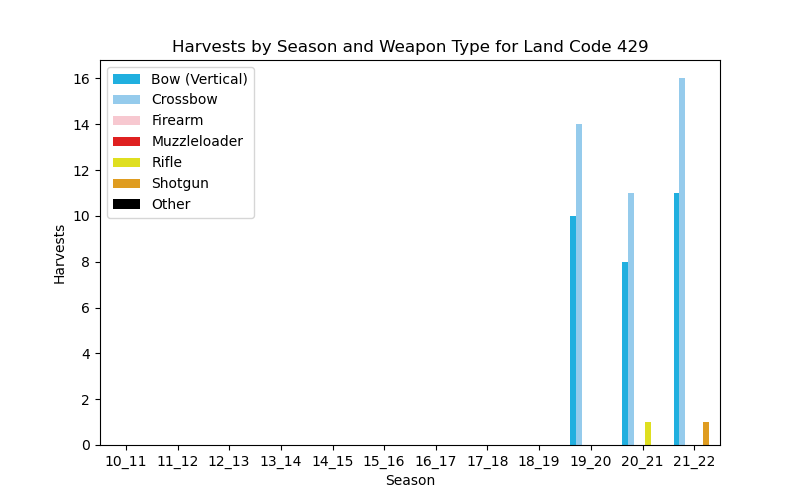 Harvests by Season and Weapon Type for Land Code 429
Bow (Vertical)
Crossbow
Firearm
Muzzleloader
Rifle
Shotgun
Other
Harvests
16
14
12
10
8
6
4
2
0
10_11 11_12 12_13 13_14 14_15 15_16 16_17 17_18 18_19 19_20 20_21 21_22
Season